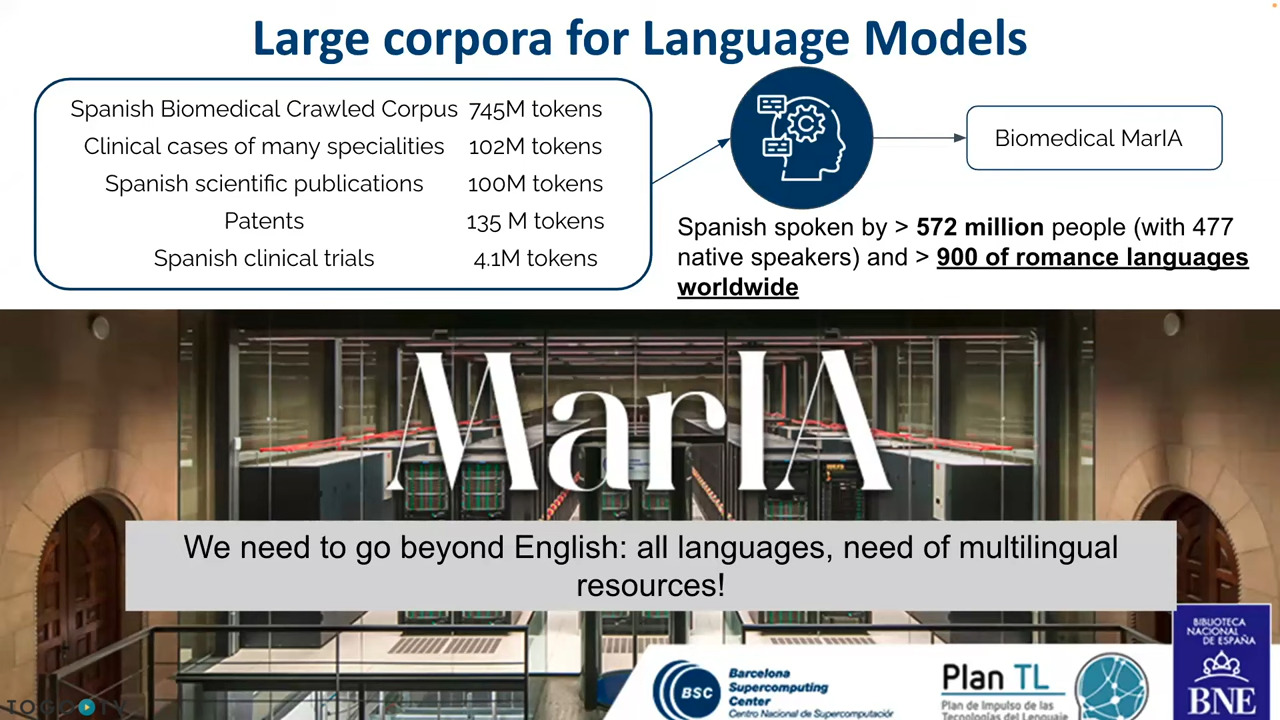 Large corpora for Language Models
Spanish Biomedical Crawled Corpus 745M tokens
Clinical cases of many specialities 102M tokens
Spanish scientific publications 100M tokens
Patents 135 M tokens
Spanish clinical trials 4.1M tokens
Biomedical MarIA
Spanish spoken by > 572 million people (with 477
native speakers) and > 900 of romance languages
worldwide
MarIA
We need to go beyond English: all languages, need of multilingual
resources!
BSC
Barcelona
Supercomputing
Center
Centro Nacional de Supercomputación
Plan TL
Plan de Impulso de las
Tecnologías del Lenguaje
BIBLIOTECA
NACIONAL
DE ESPAÑA
BNE
TOGOTV